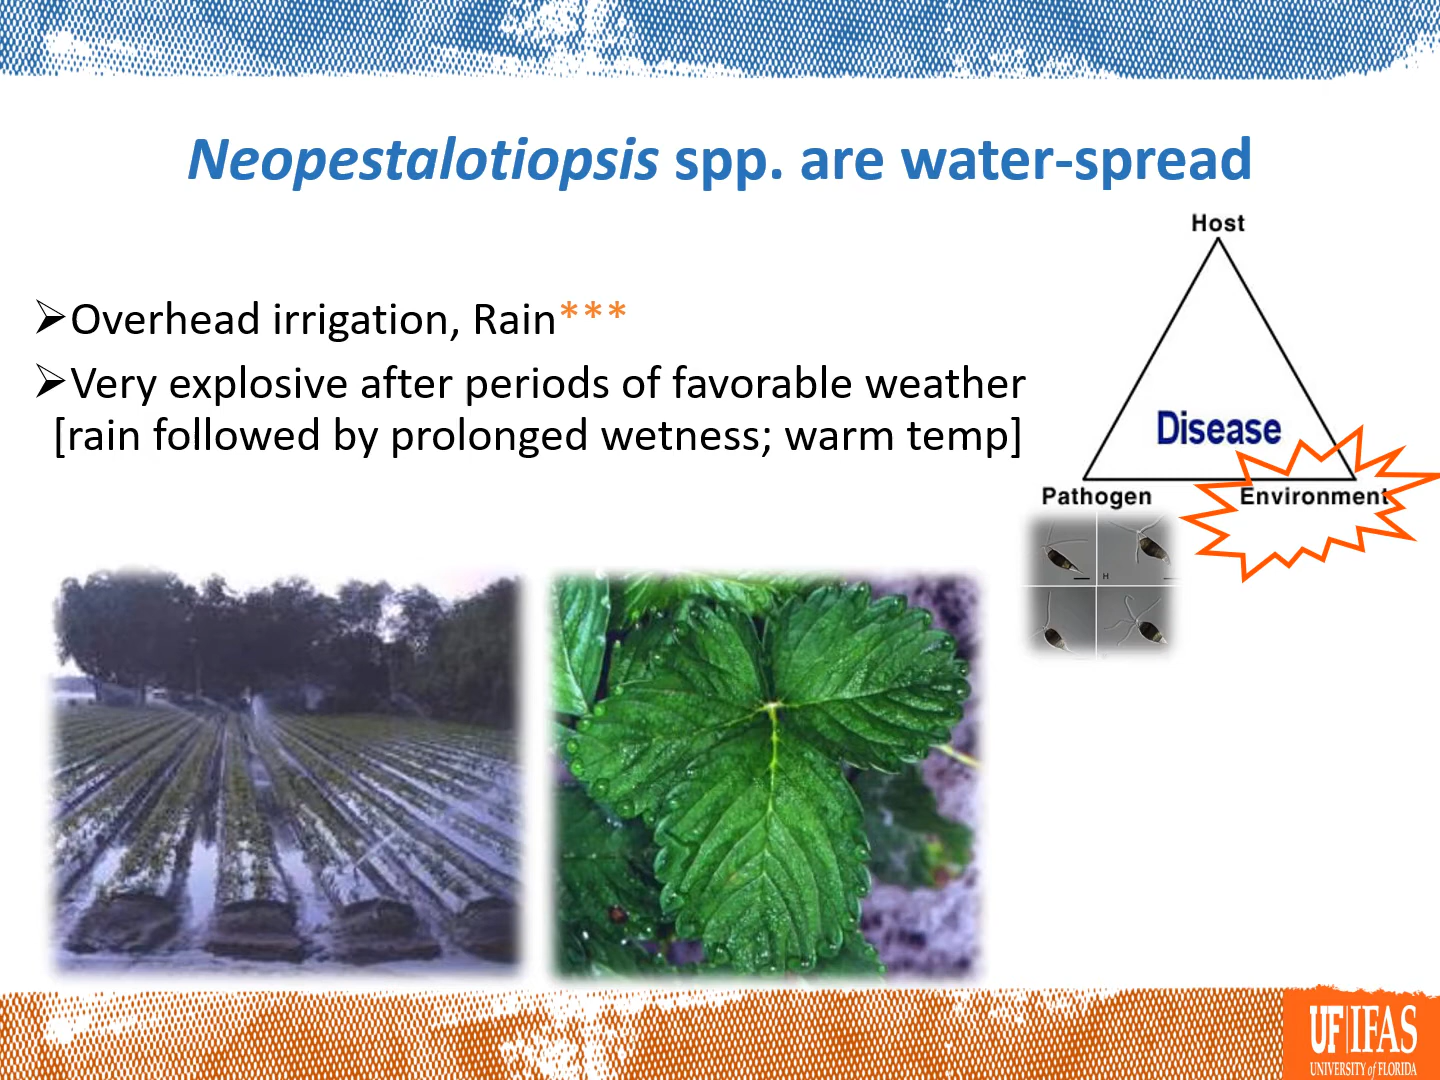 Neopestalotiopsis spp. are water-spread
Host
➢Overhead irrigation, Rain***
➢Very explosive after periods of favorable weather
[rain followed by prolonged wetness; warm temp]
Disease
Pathogen
Environment
H
UF|IFAS
UNIVERSITY of FLORIDA